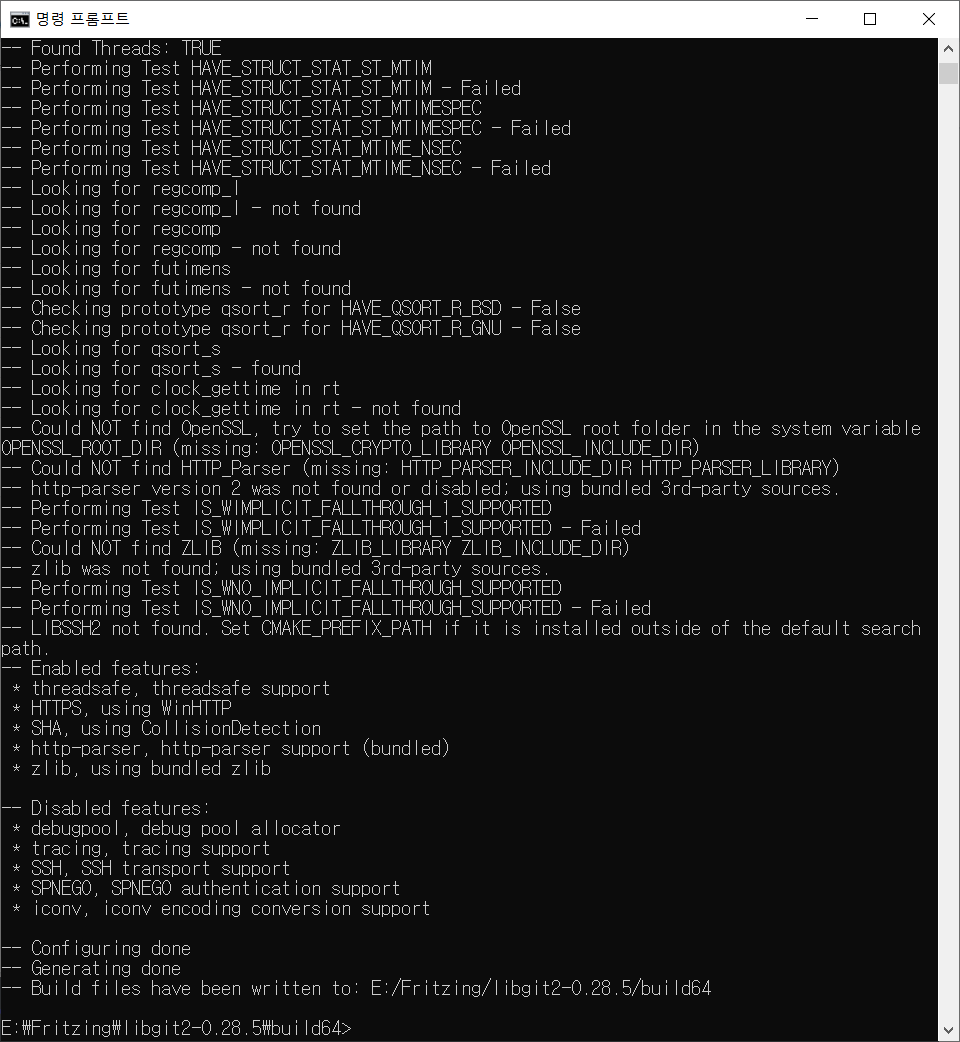 명령 프롬프트
-- Found Threads: TRUE
-- Performing Test HAVE_STRUCT_STAT_ST_MTIM
-- Performing Test HAVE_STRUCT_STAT_ST_MTIM - Failed
-- Performing Test HAVE_STRUCT_STAT_ST_MTIMESPEC
-- Performing Test HAVE_STRUCT_STAT_ST_MTIMESPEC - Failed
-- Performing Test HAVE_STRUCT_STAT_MTIME_NSEC
-- Performing Test HAVE_STRUCT_STAT_MTIME_NSEC - Failed
-- Looking for regcomp_l
-- Looking for regcomp_l - not found
-- Looking for regcomp
-- Looking for regcomp - not found
-- Looking for futimens
-- Looking for futimens - not found
-- Checking prototype qsort_r for HAVE_QSORT_R_BSD - False
-- Checking prototype qsort_r for HAVE_QSORT_R_GNU - False
-- Looking for qsort_s
-- Looking for qsort_s - found
-- Looking for clock_gettime in rt
-- Looking for clock_gettime in rt - not found
-- Could NOT find OpenSSL, try to set the path to OpenSSL root folder in the system variable
OPENSSL_ROOT_DIR (missing: OPENSSL_CRYPTO_LIBRARY OPENSSL_INCLUDE_DIR)
-- Could NOT find HTTP_Parser (missing: HTTP_PARSER_INCLUDE_DIR HTTP_PARSER_LIBRARY)
-- http-parser version 2 was not found or disabled; using bundled 3rd-party sources.
-- Performing Test IS_WIMPLICIT_FALLTHROUGH_1_SUPPORTED
-- Performing Test IS_WIMPLICIT_FALLTHROUGH_1_SUPPORTED - Failed
-- Could NOT find ZLIB (missing: ZLIB_LIBRARY ZLIB_INCLUDE_DIR)
-- zlib was not found; using bundled 3rd-party sources.
-- Performing Test IS_WNO_IMPLICIT_FALLTHROUGH_SUPPORTED
-- Performing Test IS_WNO_IMPLICIT_FALLTHROUGH_SUPPORTED - Failed
-- LIBSSH2 not found. Set CMAKE_PREFIX_PATH if it is installed outside of the default search
path.
-- Enabled features:
* threadsafe, threadsafe support
* HTTPS, using WinHTTP
* SHA, using CollisionDetection
* http-parser, http-parser support (bundled)
* zlib, using bundled zlib
-- Disabled features:
* debugpool, debug pool allocator
* tracing, tracing support
* SSH, SSH transport support
* SPNEGO, SPNEGO authentication support
* iconv, iconv encoding conversion support
-- Configuring done
-- Generating done
-- Build files have been written to: E:/Fritzing/libgit2-0.28.5/build64
E:₩Fritzing₩libgit2-0.28.5₩build64>